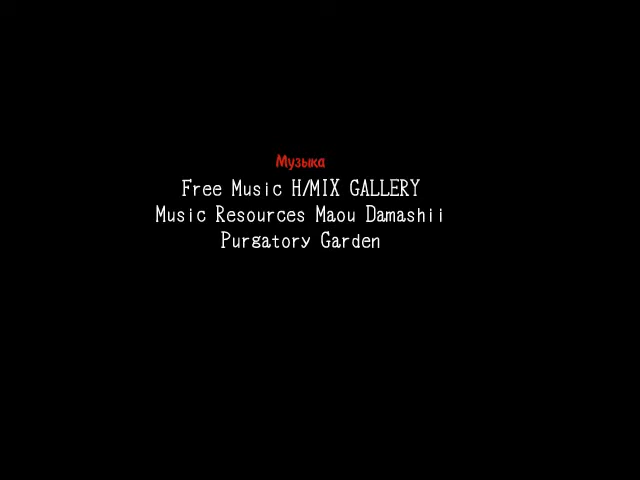 Музыка
Free Music H/MIX GALLERY
Music Resources Maou Damashii
Purgatory Garden